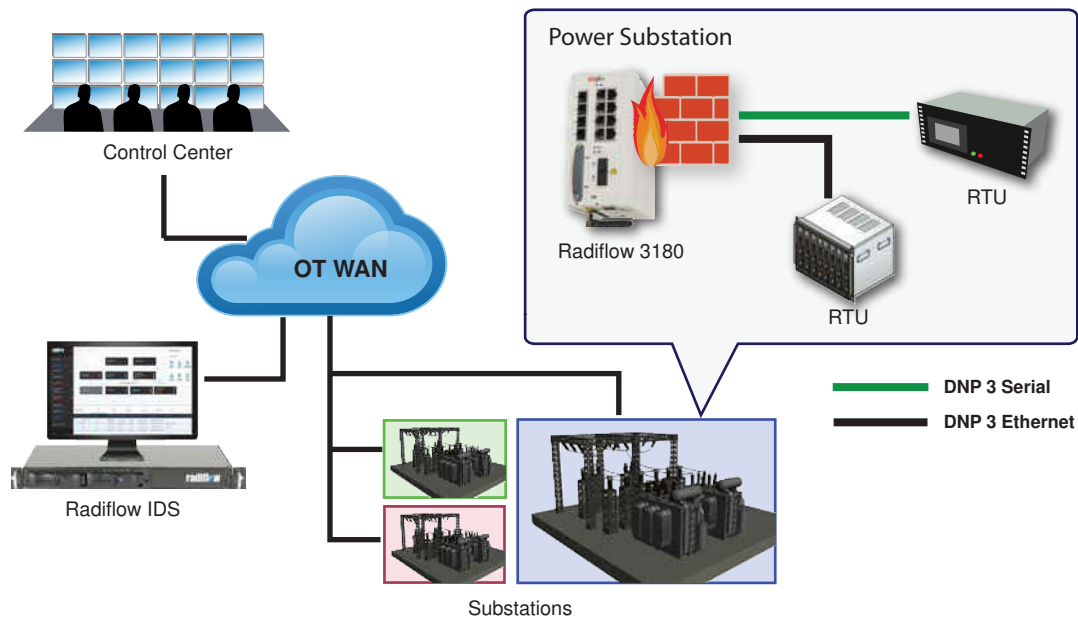 Power Substation
Control Center
Radiflow 3180
RTU
RTU
OT WAN
radiflow
Radiflow IDS
DNP 3 Serial
DNP 3 Ethernet
Substations